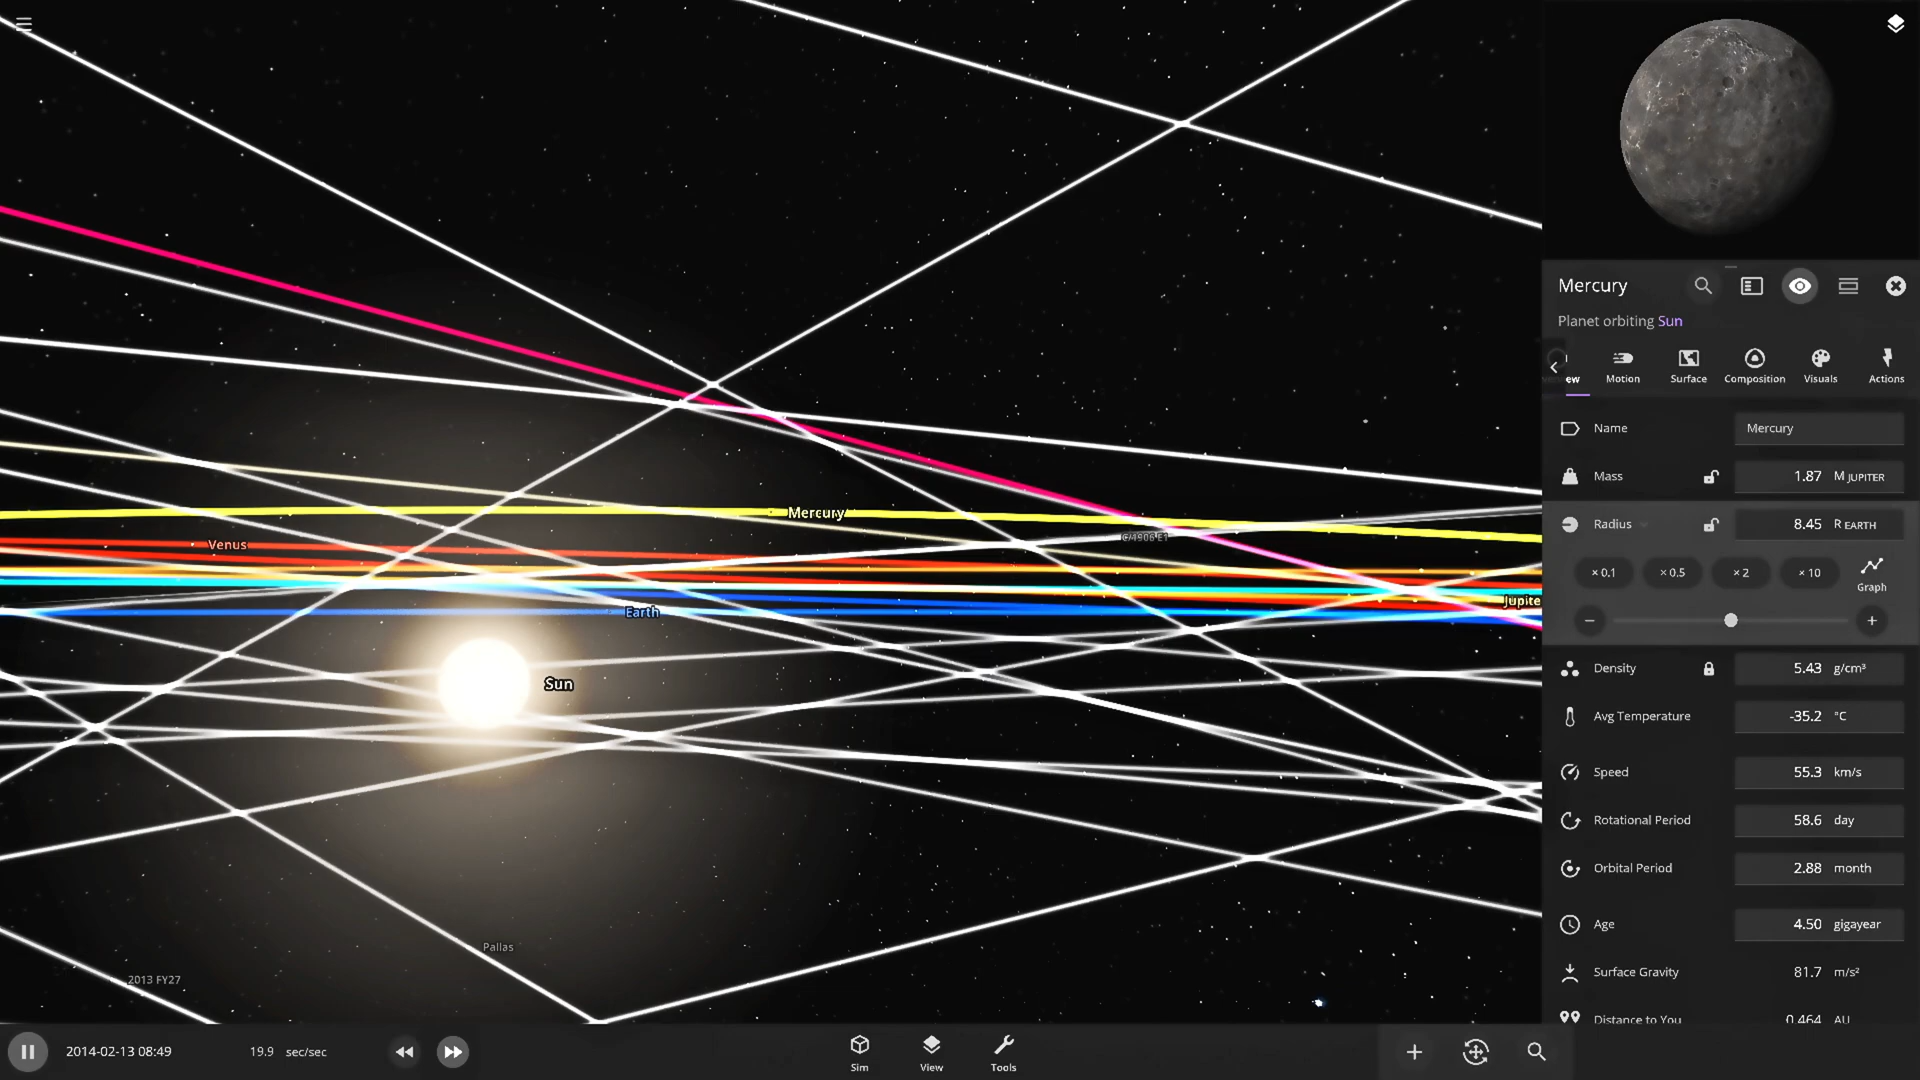 Mercury
Planet orbiting Sun
ew
Motion
Surface
Composition
Visuals
Actions
Name
Mercury
Mass
1.87 M JUPITER
Radius
8.45 R EARTH
× 0.1
× 0.5
× 2
× 10
Graph
Density
5.43 g/cm³
Avg Temperature
-35.2 °C
Speed
55.3 km/s
Rotational Period
58.6 day
Orbital Period
2.88 month
Age
4.50 gigayear
Surface Gravity
81.7 m/s²
Distance to You
0.464 AU
Mercury
C/1906 E1
Venus
Jupite
Earth
Sun
Pallas
2013 FY27
2014-02-13 08:49
19.9 sec/sec
Sim
View
Tools